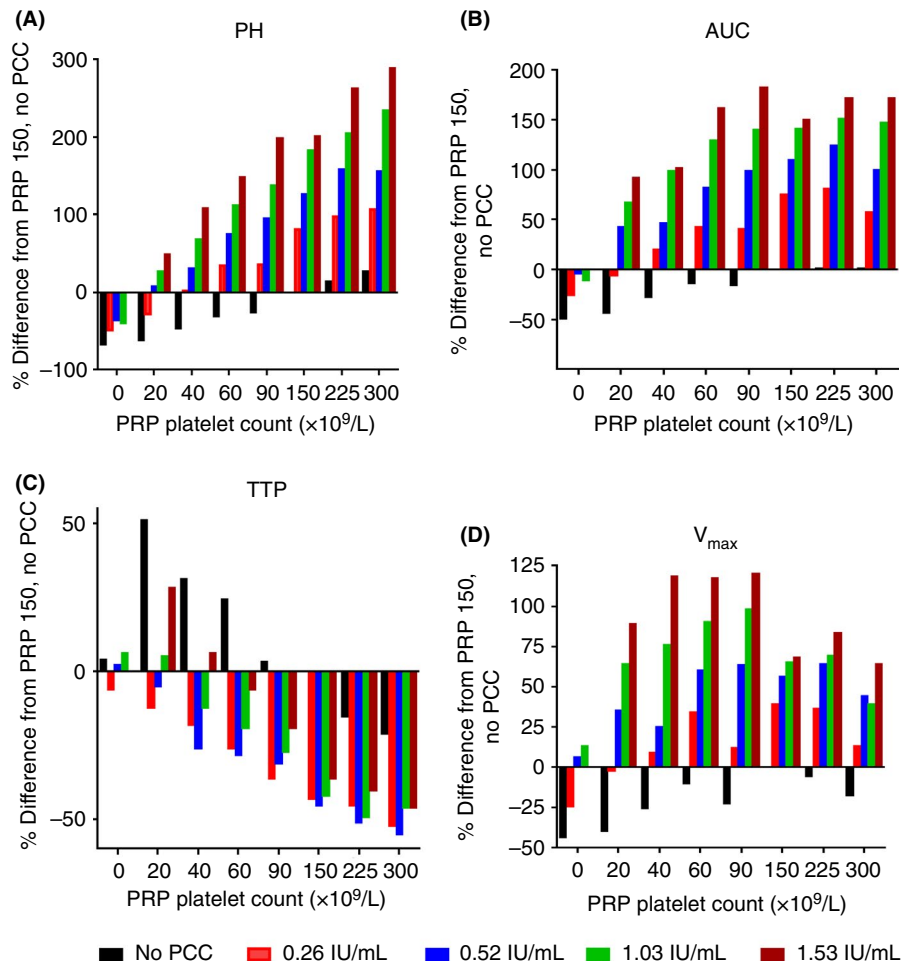 (A)
PH
% Difference from PRP 150, no PCC
300
200
100
0
−100
0 20 40 60 90 150 225 300
PRP platelet count (×10⁹/L)
(B)
AUC
% Difference from PRP 150,
no PCC
200
150
100
50
0
−50
0 20 40 60 90 150 225 300
PRP platelet count (×10⁹/L)
(C)
TTP
% Difference from PRP 150, no PCC
50
0
−50
0 20 40 60 90 150 225 300
PRP platelet count (×10⁹/L)
(D)
Vmax
% Difference from PRP 150,
no PCC
125
100
75
50
25
0
−25
−50
0 20 40 60 90 150 225 300
PRP platelet count (×10⁹/L)
No PCC 0.26 IU/mL 0.52 IU/mL 1.03 IU/mL 1.53 IU/mL